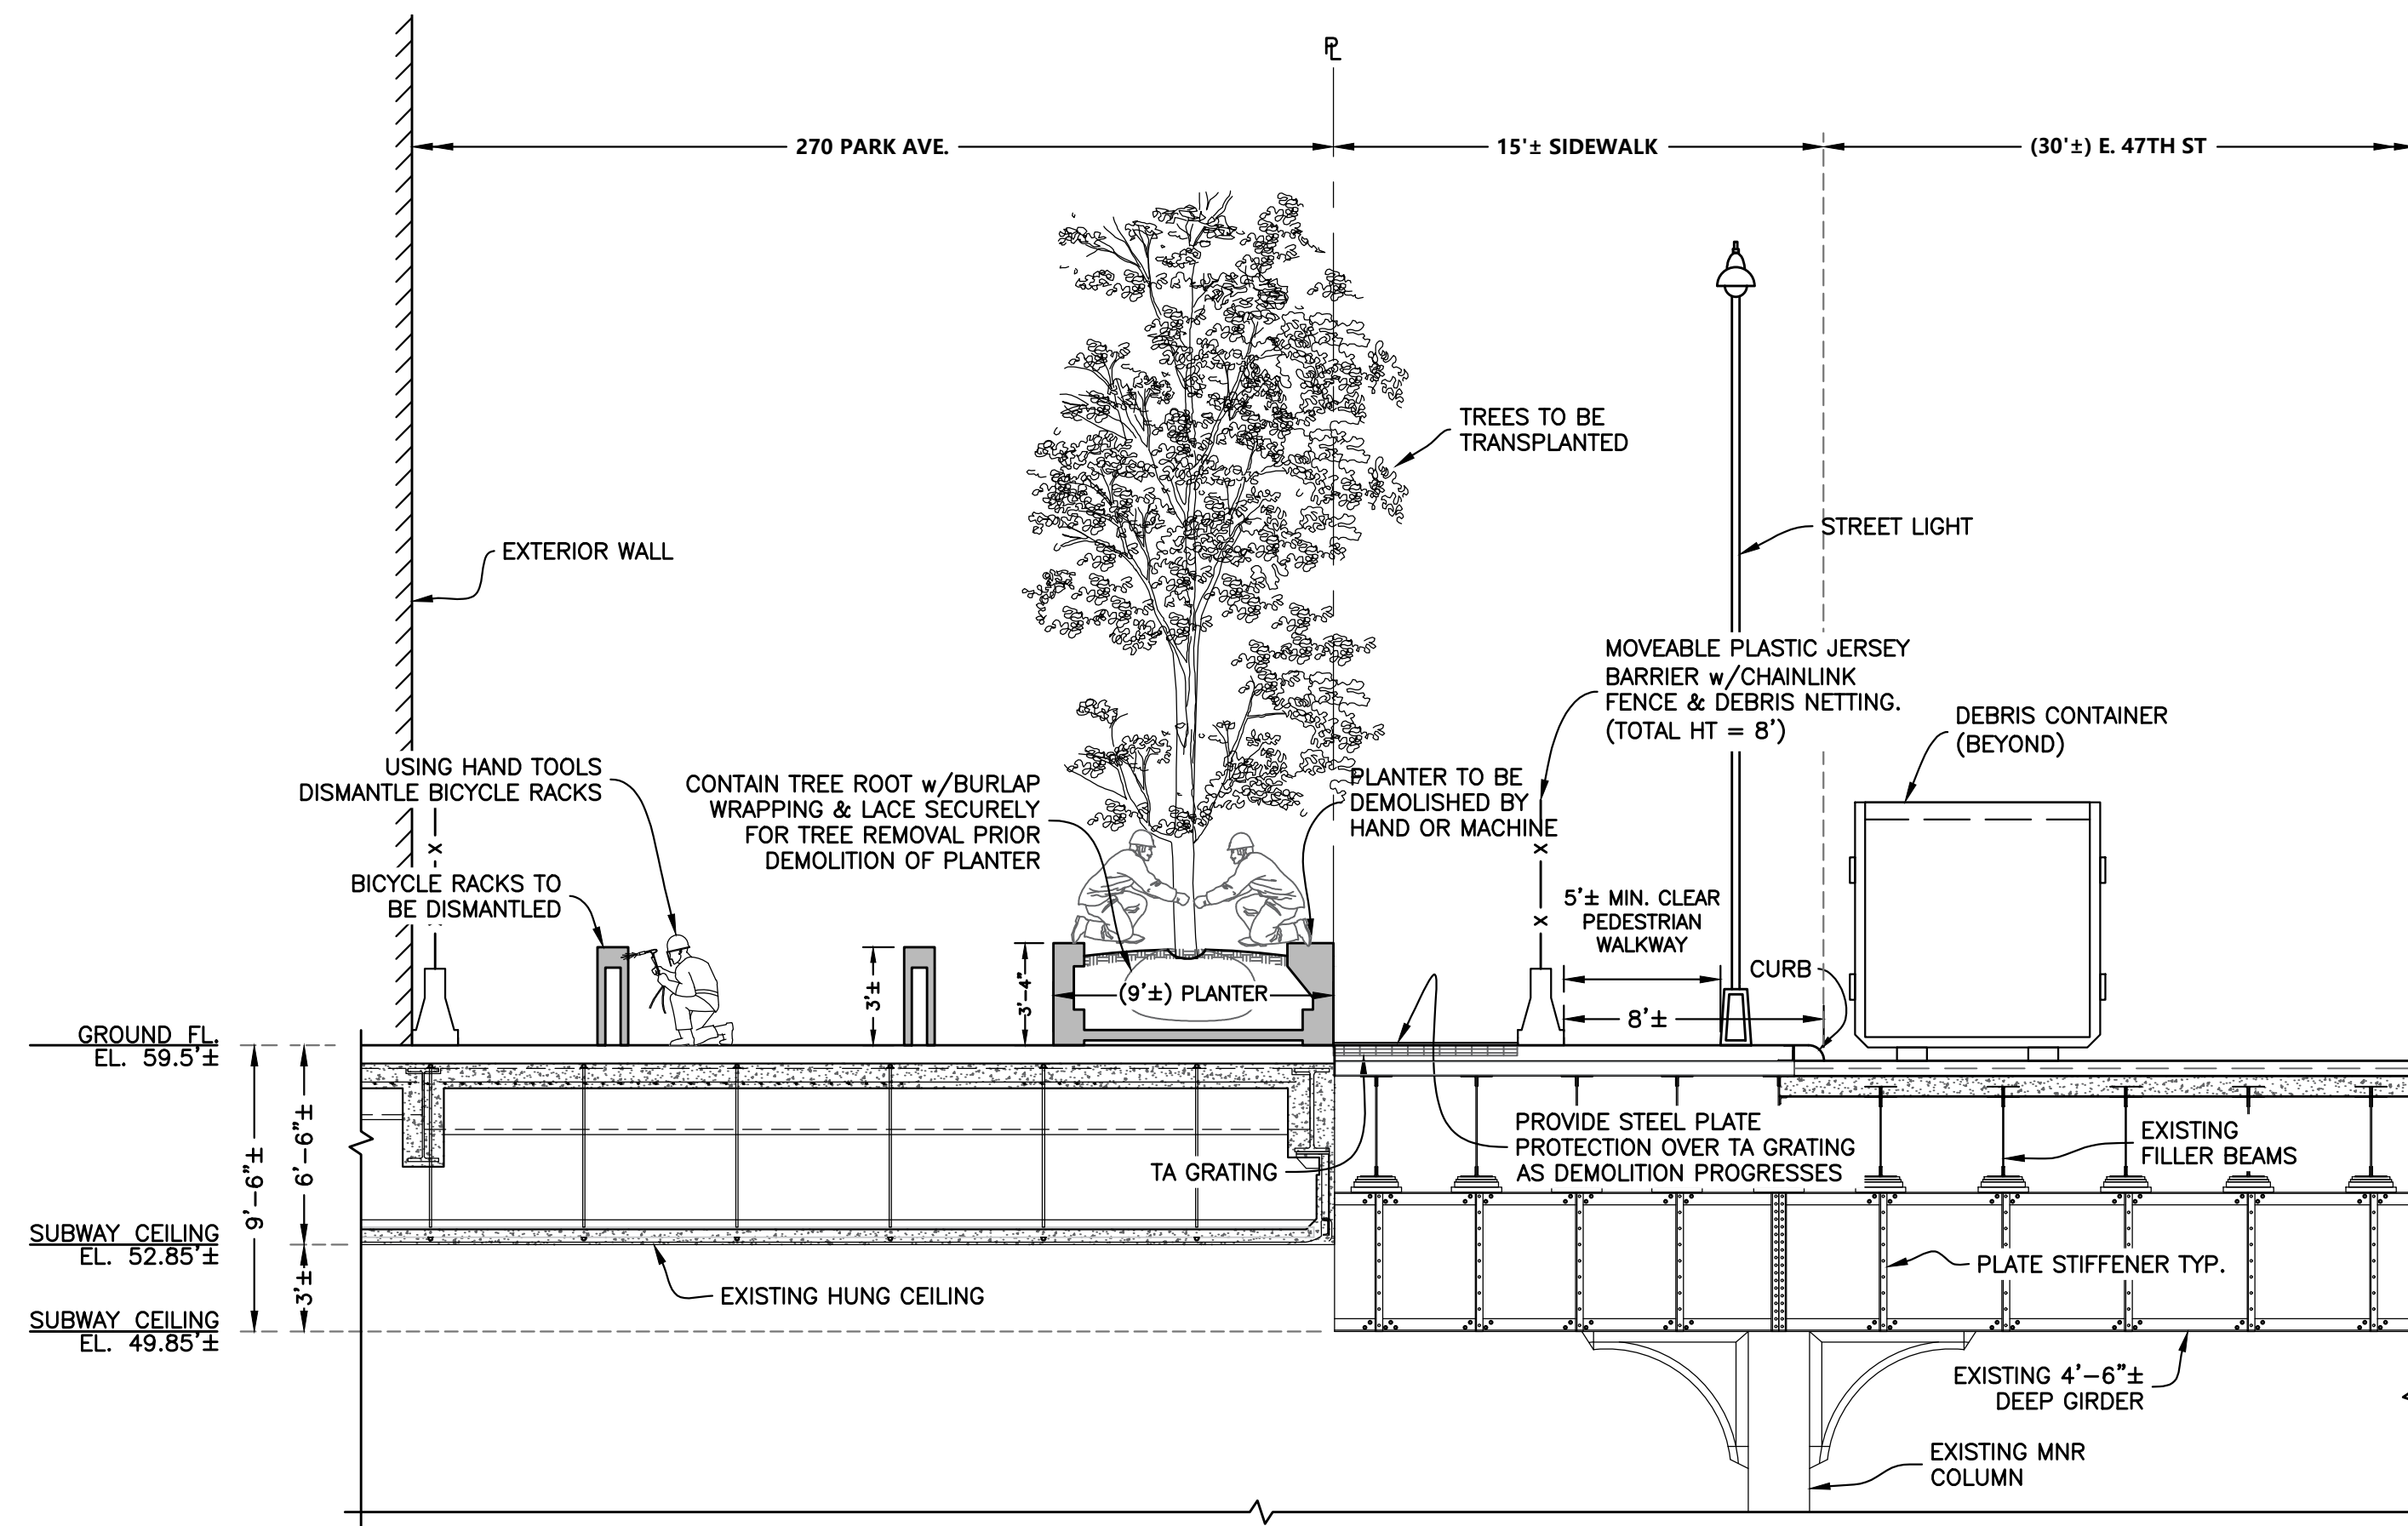 PL
270 PARK AVE.
15'± SIDEWALK
(30'±) E. 47TH ST
TREES TO BE
TRANSPLANTED
STREET LIGHT
EXTERIOR WALL
MOVEABLE PLASTIC JERSEY
BARRIER w/CHAINLINK
FENCE & DEBRIS NETTING.
(TOTAL HT = 8')
DEBRIS CONTAINER
(BEYOND)
USING HAND TOOLS
DISMANTLE BICYCLE RACKS
CONTAIN TREE ROOT w/BURLAP
WRAPPING & LACE SECURELY
FOR TREE REMOVAL PRIOR
DEMOLITION OF PLANTER
PLANTER TO BE
DEMOLISHED BY
HAND OR MACHINE
X
X
X
BICYCLE RACKS TO
BE DISMANTLED
5'± MIN. CLEAR
PEDESTRIAN
WALKWAY
CURB
3'±
3'-4"
(9'±) PLANTER
8'±
GROUND FL.
EL. 59.5'±
9'-6"±
6'-6"±
PROVIDE STEEL PLATE
PROTECTION OVER TA GRATING
AS DEMOLITION PROGRESSES
TA GRATING
EXISTING
FILLER BEAMS
SUBWAY CEILING
EL. 52.85'±
3'±
PLATE STIFFENER TYP.
EXISTING HUNG CEILING
SUBWAY CEILING
EL. 49.85'±
EXISTING 4'-6"±
DEEP GIRDER
EXISTING MNR
COLUMN